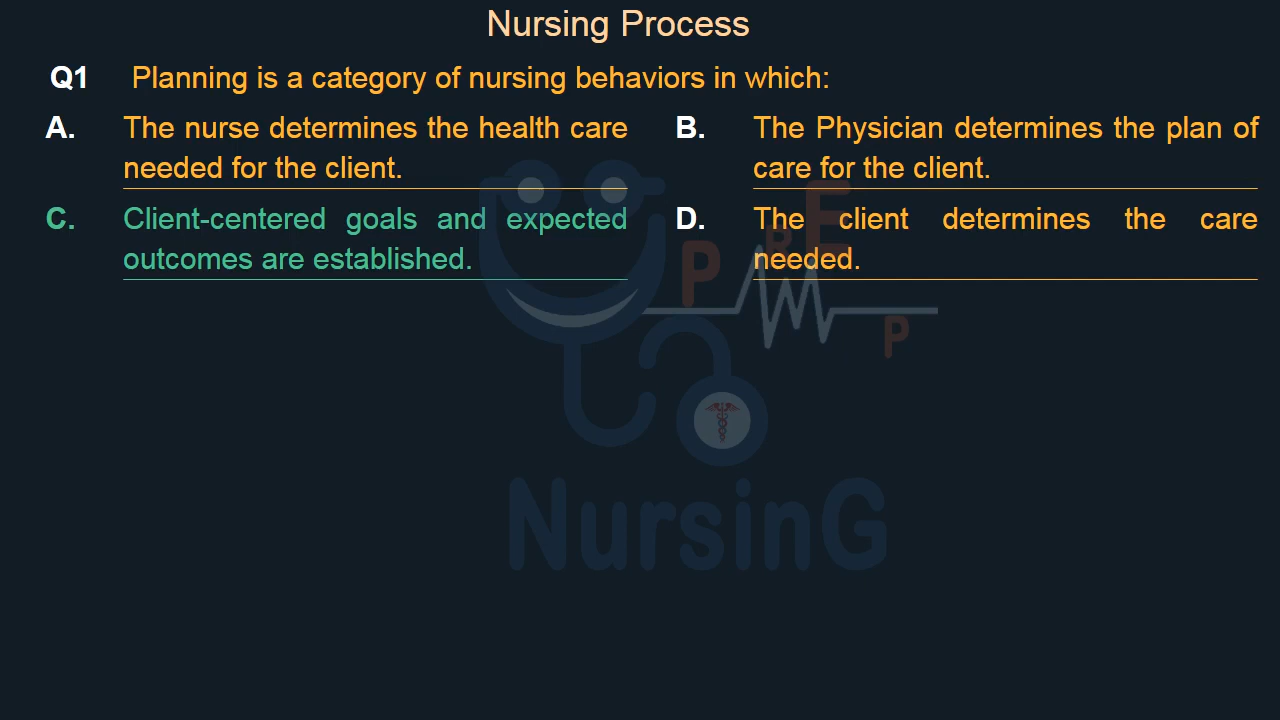 Nursing Process
Q1 Planning is a category of nursing behaviors in which:
A. The nurse determines the health care
needed for the client.
B. The Physician determines the plan of
care for the client.
C. Client-centered goals and expected
outcomes are established.
D. The client determines the care
needed.
PREP
NursinG